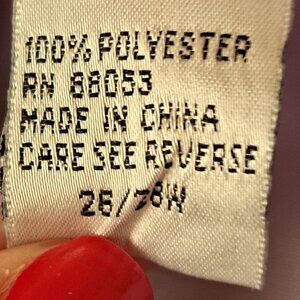 100% POLYESTER
RN 88053
MADE IN CHINA
CARE SEE REVERSE
26/28W